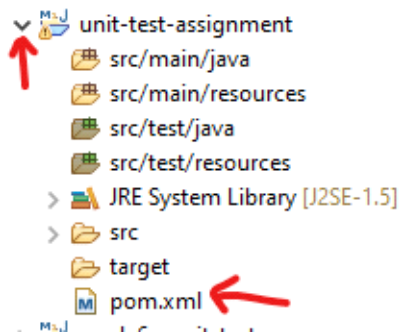 unit-test-assignment
src/main/java
src/main/resources
src/test/java
src/test/resources
JRE System Library [J2SE-1.5]
src
target
pom.xml